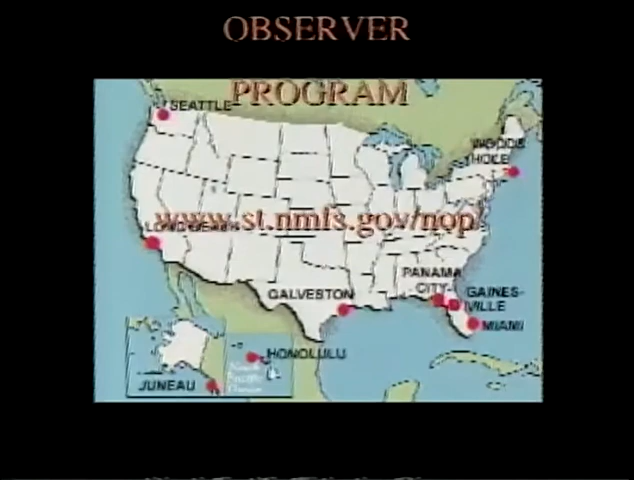 OBSERVER
PROGRAM
SEATTLE
WOODS
HOLE
www.st.nmfs.gov/nop/
LONG BEACH
PANAMA
CITY
GAINES-
VILLE
GALVESTON
MIAMI
HONOLULU
JUNEAU